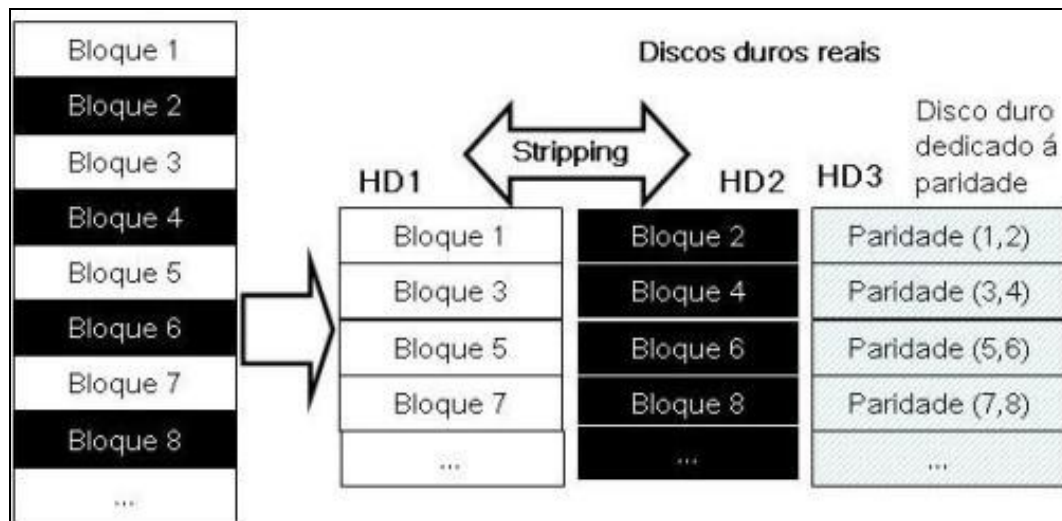 Bloque 1
Bloque 2
Bloque 3
Bloque 4
Bloque 5
Bloque 6
Bloque 7
Bloque 8
...
Discos duros reais
Stripping
HD1
Bloque 1
Bloque 3
Bloque 5
Bloque 7
...
HD2
Bloque 2
Bloque 4
Bloque 6
Bloque 8
...
HD3
Disco duro
dedicado á
paridade
Paridade (1,2)
Paridade (3,4)
Paridade (5,6)
Paridade (7,8)
...